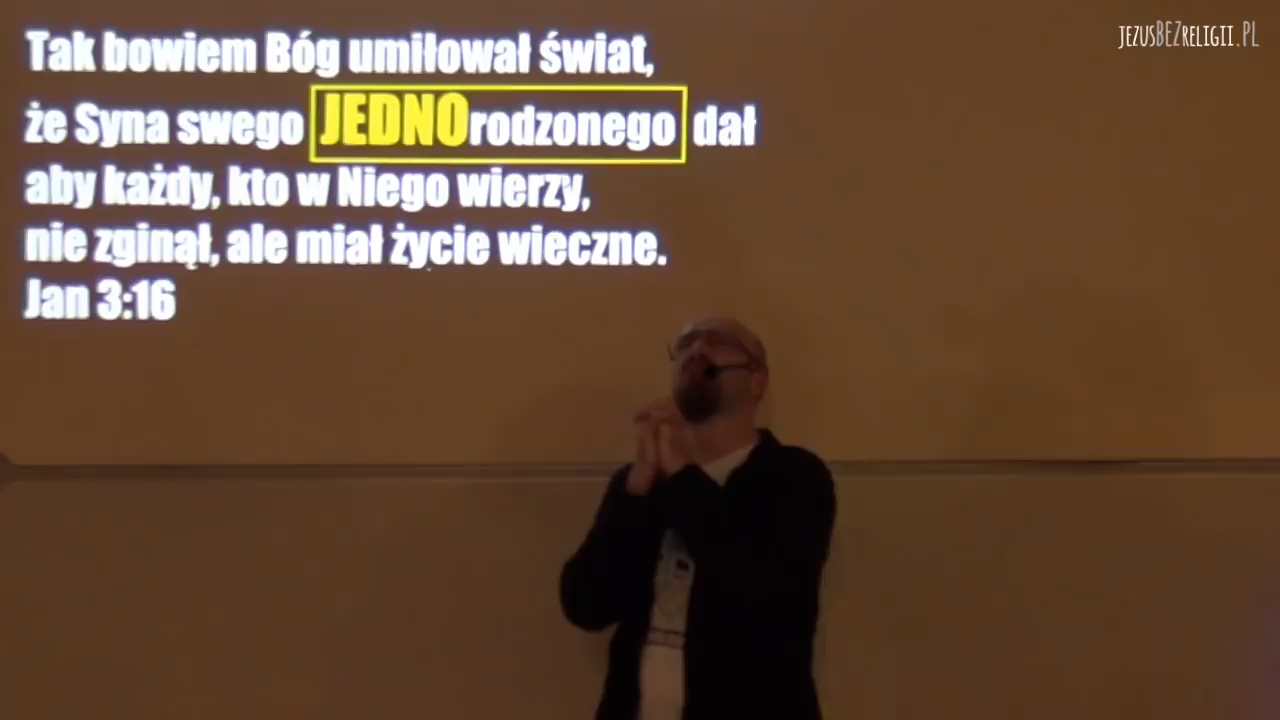 Tak bowiem Bóg umiłował świat,
że Syna swego JEDNOrodzonego dał
aby każdy, kto w Niego wierzy,
nie zginął, ale miał życie wieczne.
Jan 3:16
JEZUSBEZRELIGII.PL